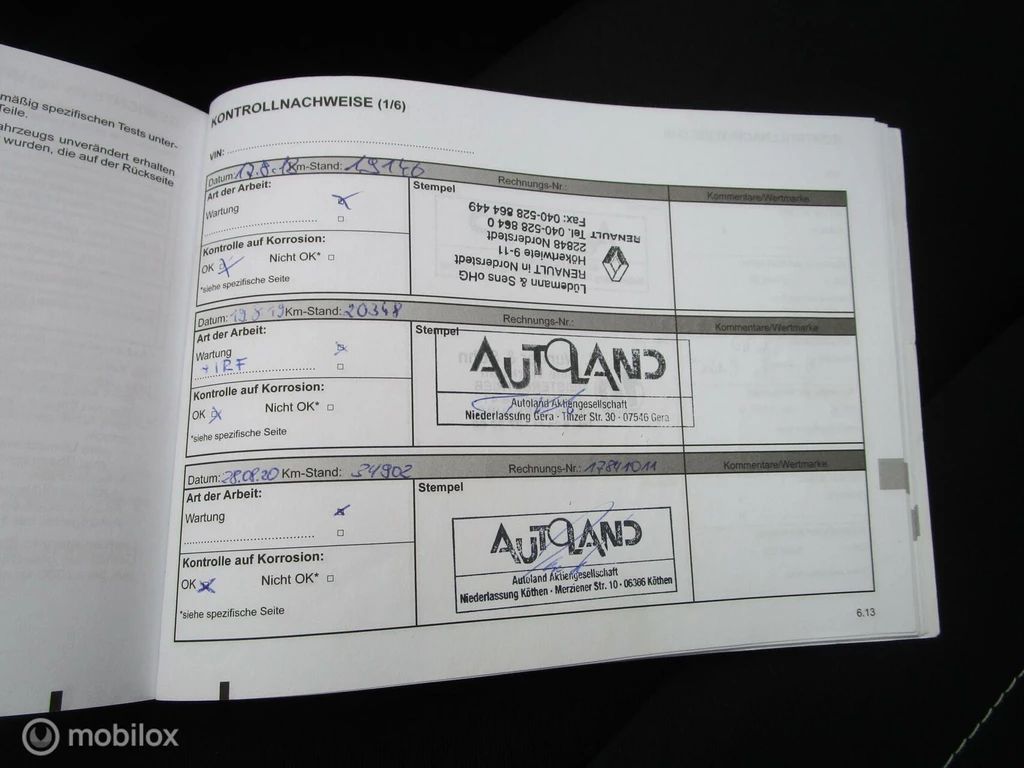 mäßig spezifischen Tests unter-
Teile.
ahrzeugs unverändert erhalten
wurden, die auf der Rückseite
KONTROLLNACHWEISE (1/6)
VIN:
Datum: 17.8.18 Km-Stand: 19146 Rechnungs-Nr.: Kommentare/Wertmarke
Art der Arbeit:
Wartung
Stempel
Lüdemann & Sens oHG
RENAULT in Norderstedt
Hökerwiete 9-11
22848 Norderstedt
Tel. 040-528 864 0
Fax: 040-528 864 449
RENAULT
Kontrolle auf Korrosion:
OK Nicht OK*
*siehe spezifische Seite
Datum: 19 8 19 Km-Stand: 20348 Rechnungs-Nr.: Kommentare/Wertmarke
Art der Arbeit:
Wartung
+ IRF
Stempel
AUTOLAND
Autoland Aktiengesellschaft
Niederlassung Gera - Tinzer Str. 30 - 07546 Gera
Kontrolle auf Korrosion:
OK Nicht OK*
*siehe spezifische Seite
Datum: 28.08.20 Km-Stand: 34902 Rechnungs-Nr.: 17841011 Kommentare/Wertmarke
Art der Arbeit:
Wartung
Stempel
AUTOLAND
Autoland Aktiengesellschaft
Niederlassung Köthen - Merziener Str. 10 - 06366 Köthen
Kontrolle auf Korrosion:
OK Nicht OK*
*siehe spezifische Seite
6.13
mobilox